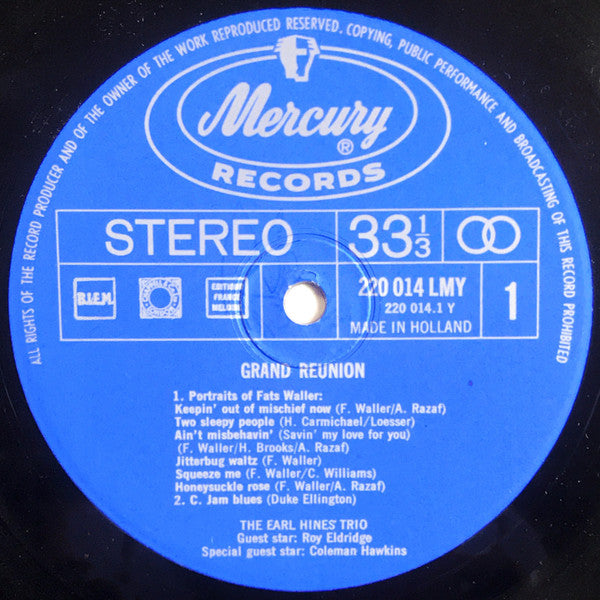 ALL RIGHTS OF THE RECORD PRODUCER AND OF THE OWNER OF THE WORK REPRODUCED RESERVED. COPYING, PUBLIC PERFORMANCE AND BROADCASTING OF THIS RECORD PROHIBITED
Mercury ®
RECORDS
STEREO 33 1/3
B.I.E.M. EDITIONS FRANCE MELODIE 220 014 LMY 1
220 014.1 Y
MADE IN HOLLAND
GRAND REUNION
1. Portraits of Fats Waller:
Keepin' out of mischief now (F. Waller/A. Razaf)
Two sleepy people (H. Carmichael/Loesser)
Ain't misbehavin' (Savin' my love for you)
(F. Waller/H. Brooks/A. Razaf)
Jitterbug waltz (F. Waller)
Squeeze me (F. Waller/C. Williams)
Honeysuckle rose (F. Waller/A. Razaf)
2. C. Jam blues (Duke Ellington)
THE EARL HINES TRIO
Guest star: Roy Eldridge
Special guest star: Coleman Hawkins